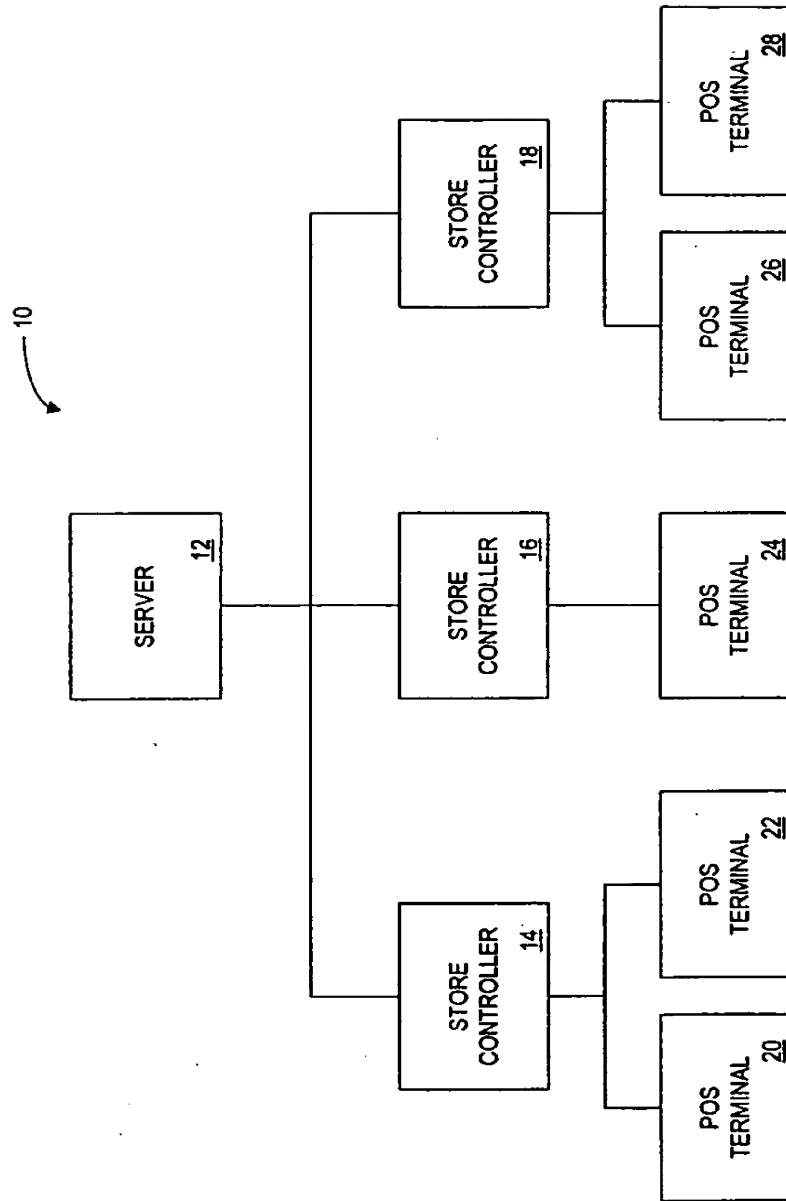 10
SERVER
12
STORE
CONTROLLER
14
STORE
CONTROLLER
16
STORE
CONTROLLER
18
POS
TERMINAL
20
POS
TERMINAL
22
POS
TERMINAL
24
POS
TERMINAL
26
POS
TERMINAL
28